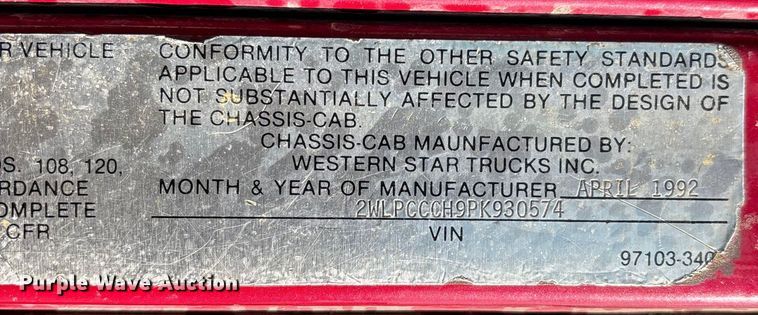 R VEHICLE
CONFORMITY TO THE OTHER SAFETY STANDARDS
APPLICABLE TO THIS VEHICLE WHEN COMPLETED IS
NOT SUBSTANTIALLY AFFECTED BY THE DESIGN OF
THE CHASSIS-CAB.
CHASSIS-CAB MAUNFACTURED BY:
OS. 108, 120,
WESTERN STAR TRUCKS INC.
RDANCE
MONTH & YEAR OF MANUFACTURER APRIL 1992
OMPLETE
2WLPCCCH9PK930574
CFR
VIN
97103-340
Purple Wave Auction